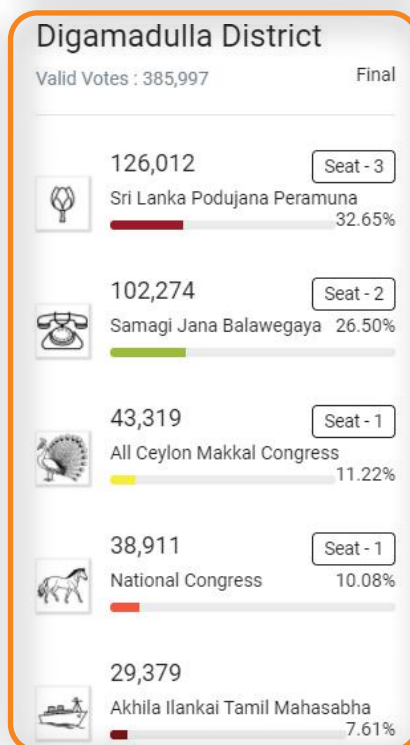 Digamadulla District
Valid Votes : 385,997 Final
126,012 Seat - 3
Sri Lanka Podujana Peramuna
32.65%
102,274 Seat - 2
Samagi Jana Balawegaya 26.50%
43,319 Seat - 1
All Ceylon Makkal Congress
11.22%
38,911 Seat - 1
National Congress 10.08%
29,379
Akhila Ilankai Tamil Mahasabha
7.61%